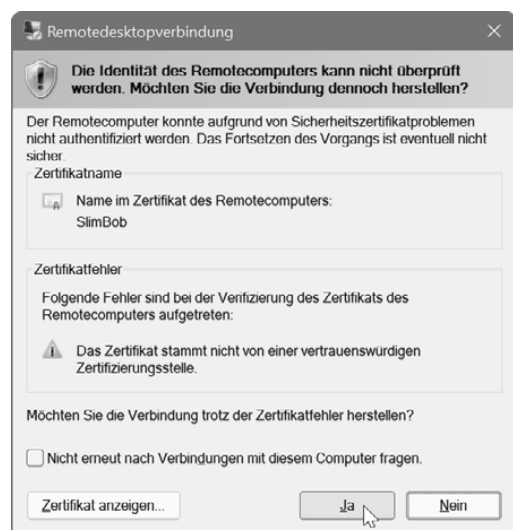 Remotedesktopverbindung
Die Identität des Remotecomputers kann nicht überprüft
werden. Möchten Sie die Verbindung dennoch herstellen?
Der Remotecomputer konnte aufgrund von Sicherheitszertifikatproblemen
nicht authentifiziert werden. Das Fortsetzen des Vorgangs ist eventuell nicht
sicher.
Zertifikatname
Name im Zertifikat des Remotecomputers:
SlimBob
Zertifikatfehler
Folgende Fehler sind bei der Verifizierung des Zertifikats des
Remotecomputers aufgetreten:
Das Zertifikat stammt nicht von einer vertrauenswürdigen
Zertifizierungsstelle.
Möchten Sie die Verbindung trotz der Zertifikatfehler herstellen?
Nicht erneut nach Verbindungen mit diesem Computer fragen.
Zertifikat anzeigen... Ja Nein